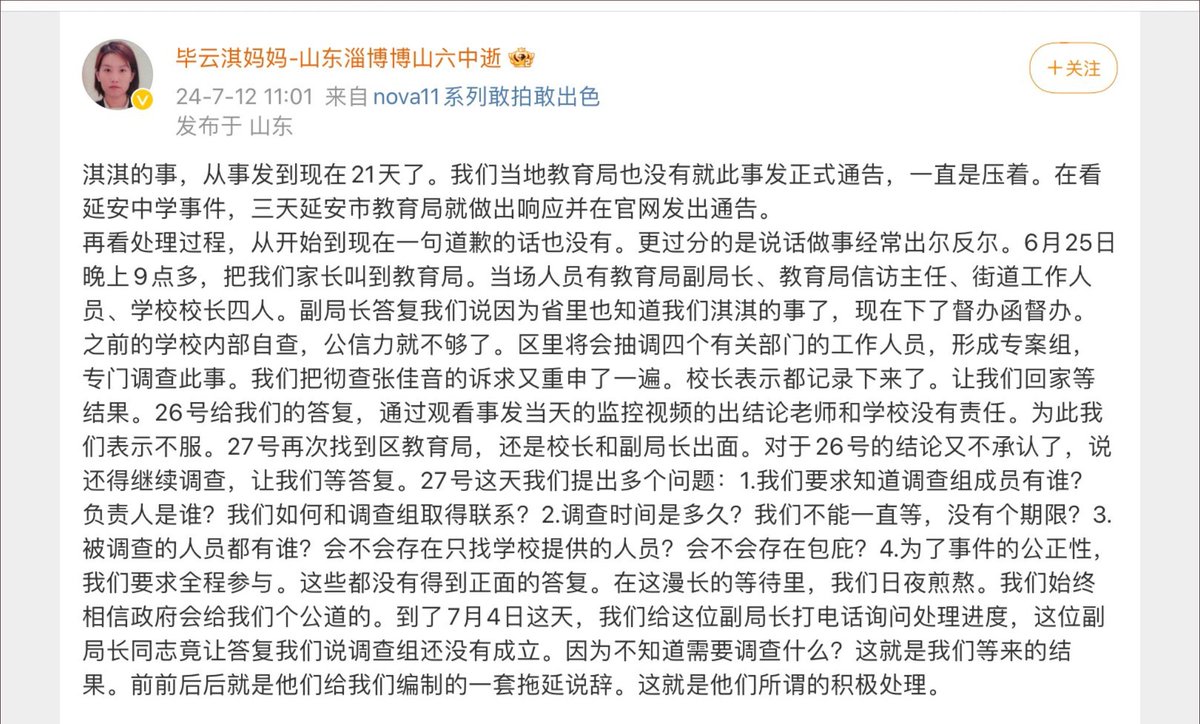 毕云淇妈妈-山东淄博博山六中逝
24-7-12 11:01 来自 nova11系列敢拍敢出色
发布于 山东
+关注
淇淇的事，从事发到现在21天了。我们当地教育局也没有就此事发正式通告，一直是压着。在看
延安中学事件，三天延安市教育局就做出响应并在官网发出通告。
再看处理过程，从开始到现在一句道歉的话也没有。更过分的是说话做事经常出尔反尔。6月25日
晚上9点多，把我们家长叫到教育局。当场人员有教育局副局长、教育局信访主任、街道工作人
员、学校校长四人。副局长答复我们说因为省里也知道我们淇淇的事了，现在下了督办函督办。
之前的学校内部自查，公信力就不够了。区里将会抽调四个有关部门的工作人员，形成专案组，
专门调查此事。我们把彻查张佳音的诉求又重申了一遍。校长表示都记录下来了。让我们回家等
结果。26号给我们的答复，通过观看事发当天的监控视频的出结论老师和学校没有责任。为此我
们表示不服。27号再次找到区教育局，还是校长和副局长出面。对于26号的结论又不承认了，说
还得继续调查，让我们等答复。27号这天我们提出多个问题：1.我们要求知道调查组成员有谁？
负责人是谁？我们如何和调查组取得联系？2.调查时间是多久？我们不能一直等，没有个期限？3.
被调查的人员都有谁？会不会存在只找学校提供的人员？会不会存在包庇？4.为了事件的公正性，
我们要求全程参与。这些都没有得到正面的答复。在这漫长的等待里，我们日夜煎熬。我们始终
相信政府会给我们个公道的。到了7月4日这天，我们给这位副局长打电话询问处理进度，这位副
局长同志竟让答复我们说调查组还没有成立。因为不知道需要调查什么？这就是我们等来的结
果。前前后后就是他们给我们编制的一套拖延说辞。这就是他们所谓的积极处理。